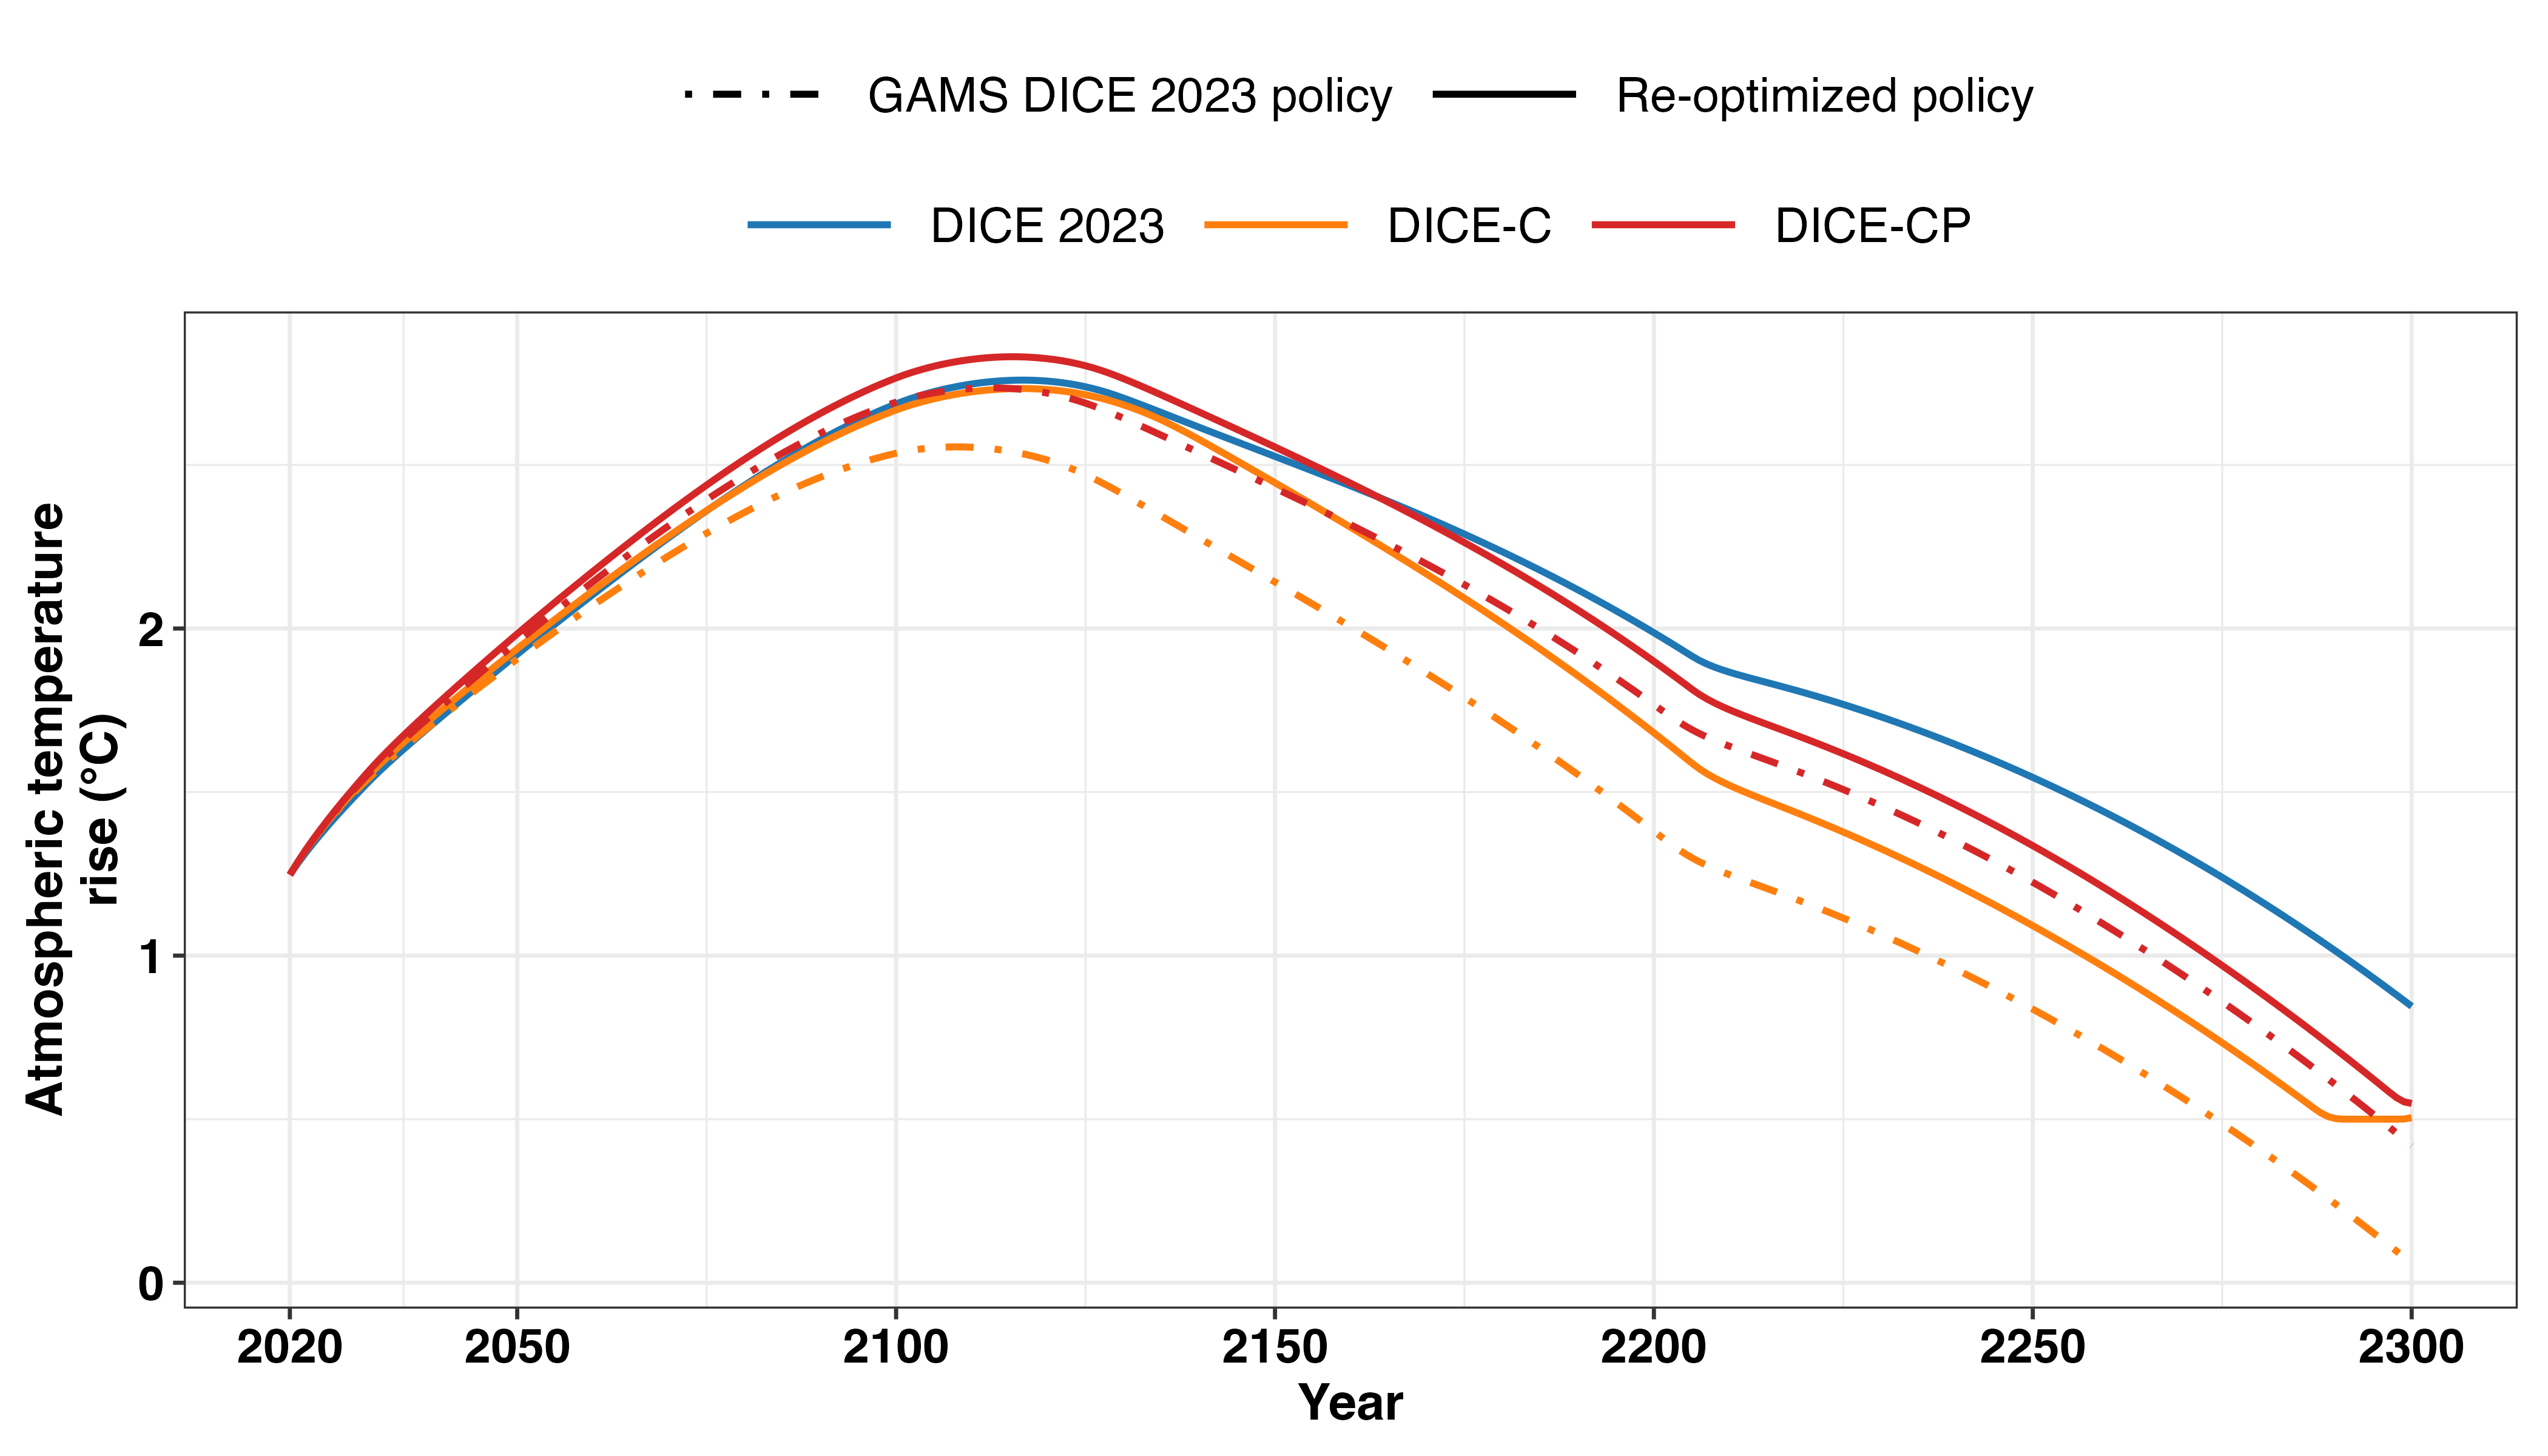 GAMS DICE 2023 policy Re-optimized policy
DICE 2023 DICE-C DICE-CP
Atmospheric temperature
rise (°C)
2
1
0
2020 2050 2100 2150 2200 2250 2300
Year